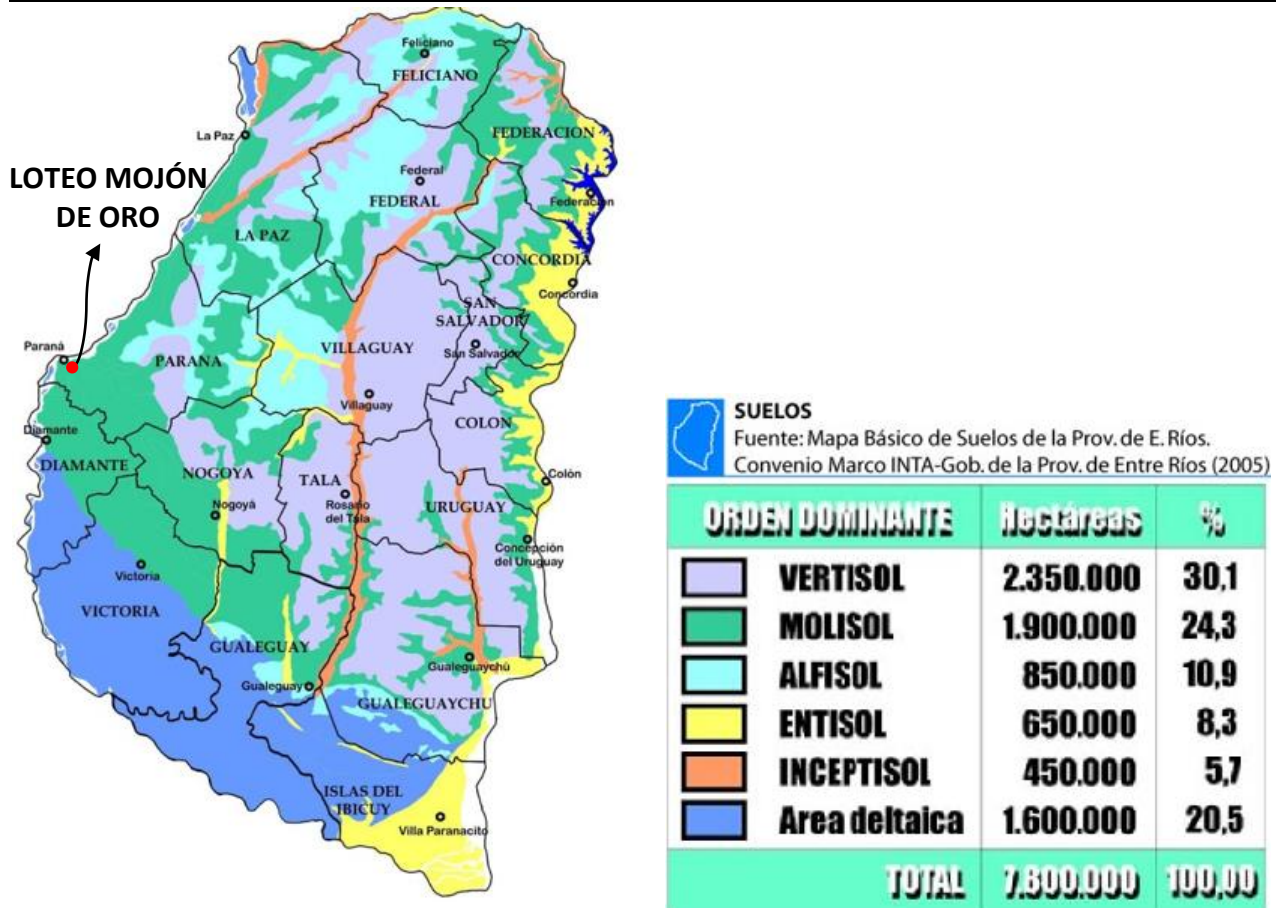 Feliciano
FELICIANO
La Paz
FEDERACION
LOTEO MOJÓN
DE ORO
Federal
FEDERAL
Federacion
LA PAZ
CONCORDIA
Concordia
SAN
SALVADOR
San Salvador
Paraná
PARANA
VILLAGUAY
Villaguay
COLON
Diamante
DIAMANTE
NOGOYA
Nogoyá
TALA
Rosario
del Tala
URUGUAY
Colón
Concepción
del Uruguay
Victoria
VICTORIA
GUALEGUAY
Gualeguay
Gualeguaychù
GUALEGUAYCHU
ISLAS DEL
IBICUY
Villa Paranacito
SUELOS
Fuente: Mapa Básico de Suelos de la Prov. de E. Ríos.
Convenio Marco INTA-Gob. de la Prov. de Entre Ríos (2005)
ORDEN DOMINANTE Hectáreas %
VERTISOL 2.350.000 30,1
MOLISOL 1.900.000 24,3
ALFISOL 850.000 10,9
ENTISOL 650.000 8,3
INCEPTISOL 450.000 5,7
Area deltaica 1.600.000 20,5
TOTAL 7.800.000 100,00